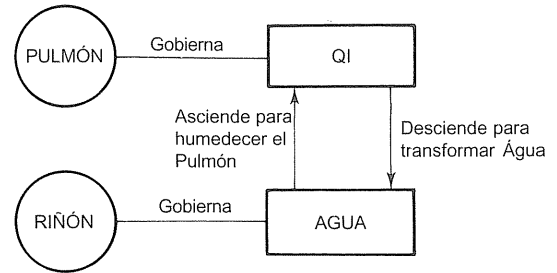 PULMÓN
Gobierna
QI
Asciende para
humedecer el
Pulmón
Desciende para
transformar Água
RIÑÓN
Gobierna
AGUA